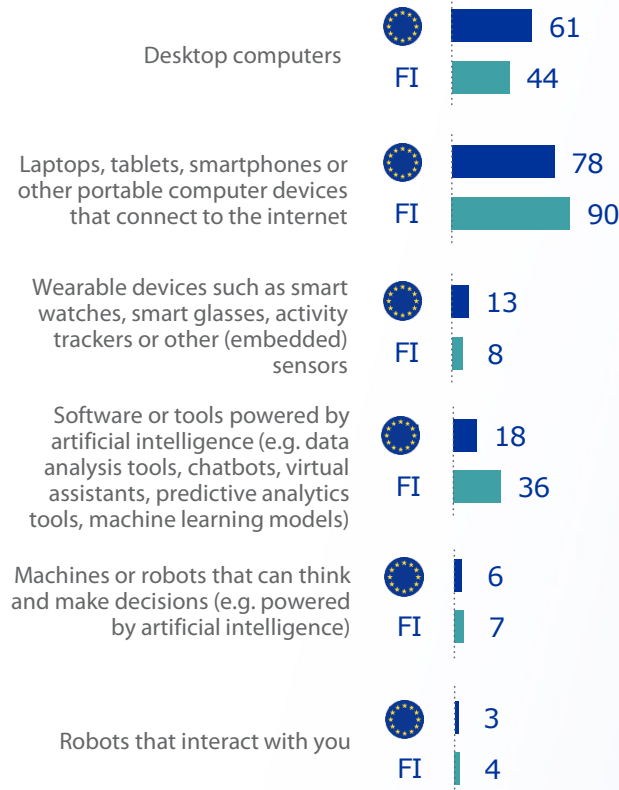 Desktop computers
61
FI 44
Laptops, tablets, smartphones or
other portable computer devices
that connect to the internet
78
FI 90
Wearable devices such as smart
watches, smart glasses, activity
trackers or other (embedded)
sensors
13
FI 8
Software or tools powered by
artificial intelligence (e.g. data
analysis tools, chatbots, virtual
assistants, predictive analytics
tools, machine learning models)
18
FI 36
Machines or robots that can think
and make decisions (e.g. powered
by artificial intelligence)
6
FI 7
Robots that interact with you
3
FI 4